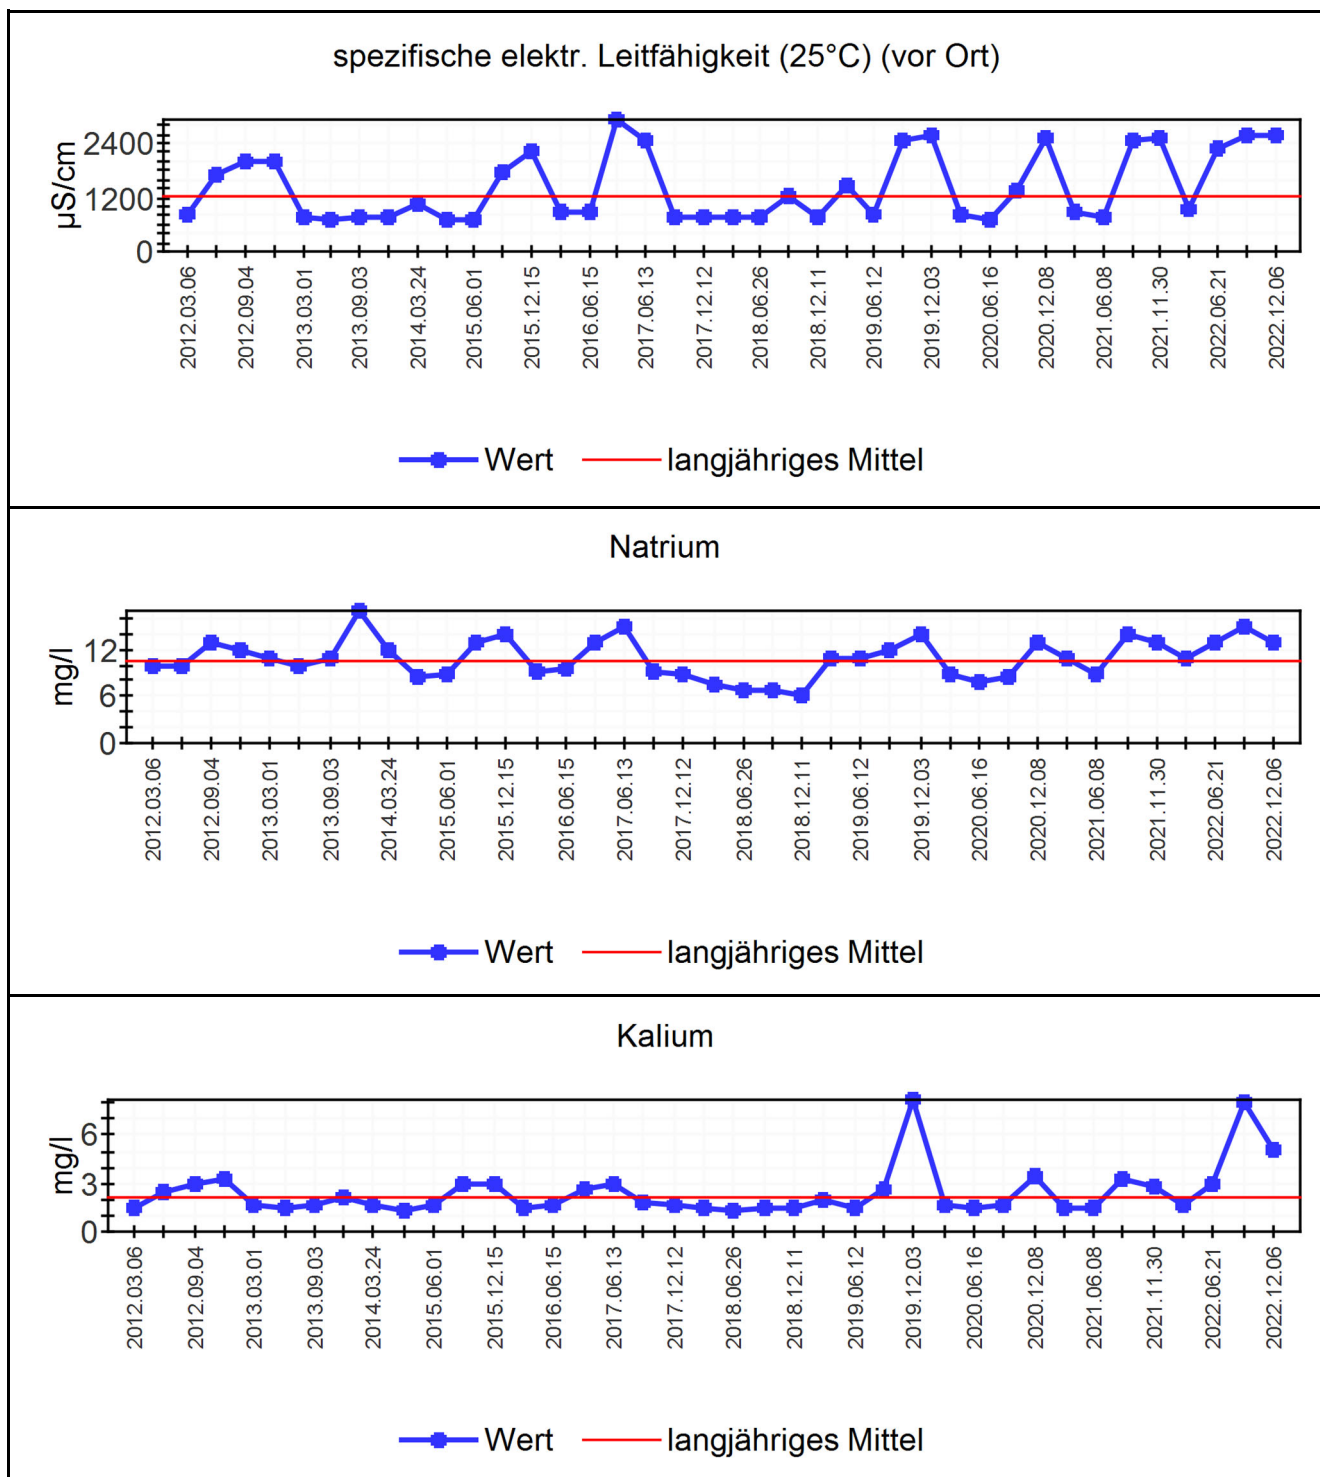 spezifische elektr. Leitfähigkeit (25°C) (vor Ort)
µS/cm
2400
1200
0
2012.03.06 2012.09.04 2013.03.01 2013.09.03 2014.03.24 2015.06.01 2015.12.15 2016.06.15 2017.06.13 2017.12.12 2018.06.26 2018.12.11 2019.06.12 2019.12.03 2020.06.16 2020.12.08 2021.06.08 2021.11.30 2022.06.21 2022.12.06
Wert langjähriges Mittel
Natrium
mg/l
12
6
0
2012.03.06 2012.09.04 2013.03.01 2013.09.03 2014.03.24 2015.06.01 2015.12.15 2016.06.15 2017.06.13 2017.12.12 2018.06.26 2018.12.11 2019.06.12 2019.12.03 2020.06.16 2020.12.08 2021.06.08 2021.11.30 2022.06.21 2022.12.06
Wert langjähriges Mittel
Kalium
mg/l
6
3
0
2012.03.06 2012.09.04 2013.03.01 2013.09.03 2014.03.24 2015.06.01 2015.12.15 2016.06.15 2017.06.13 2017.12.12 2018.06.26 2018.12.11 2019.06.12 2019.12.03 2020.06.16 2020.12.08 2021.06.08 2021.11.30 2022.06.21 2022.12.06
Wert langjähriges Mittel